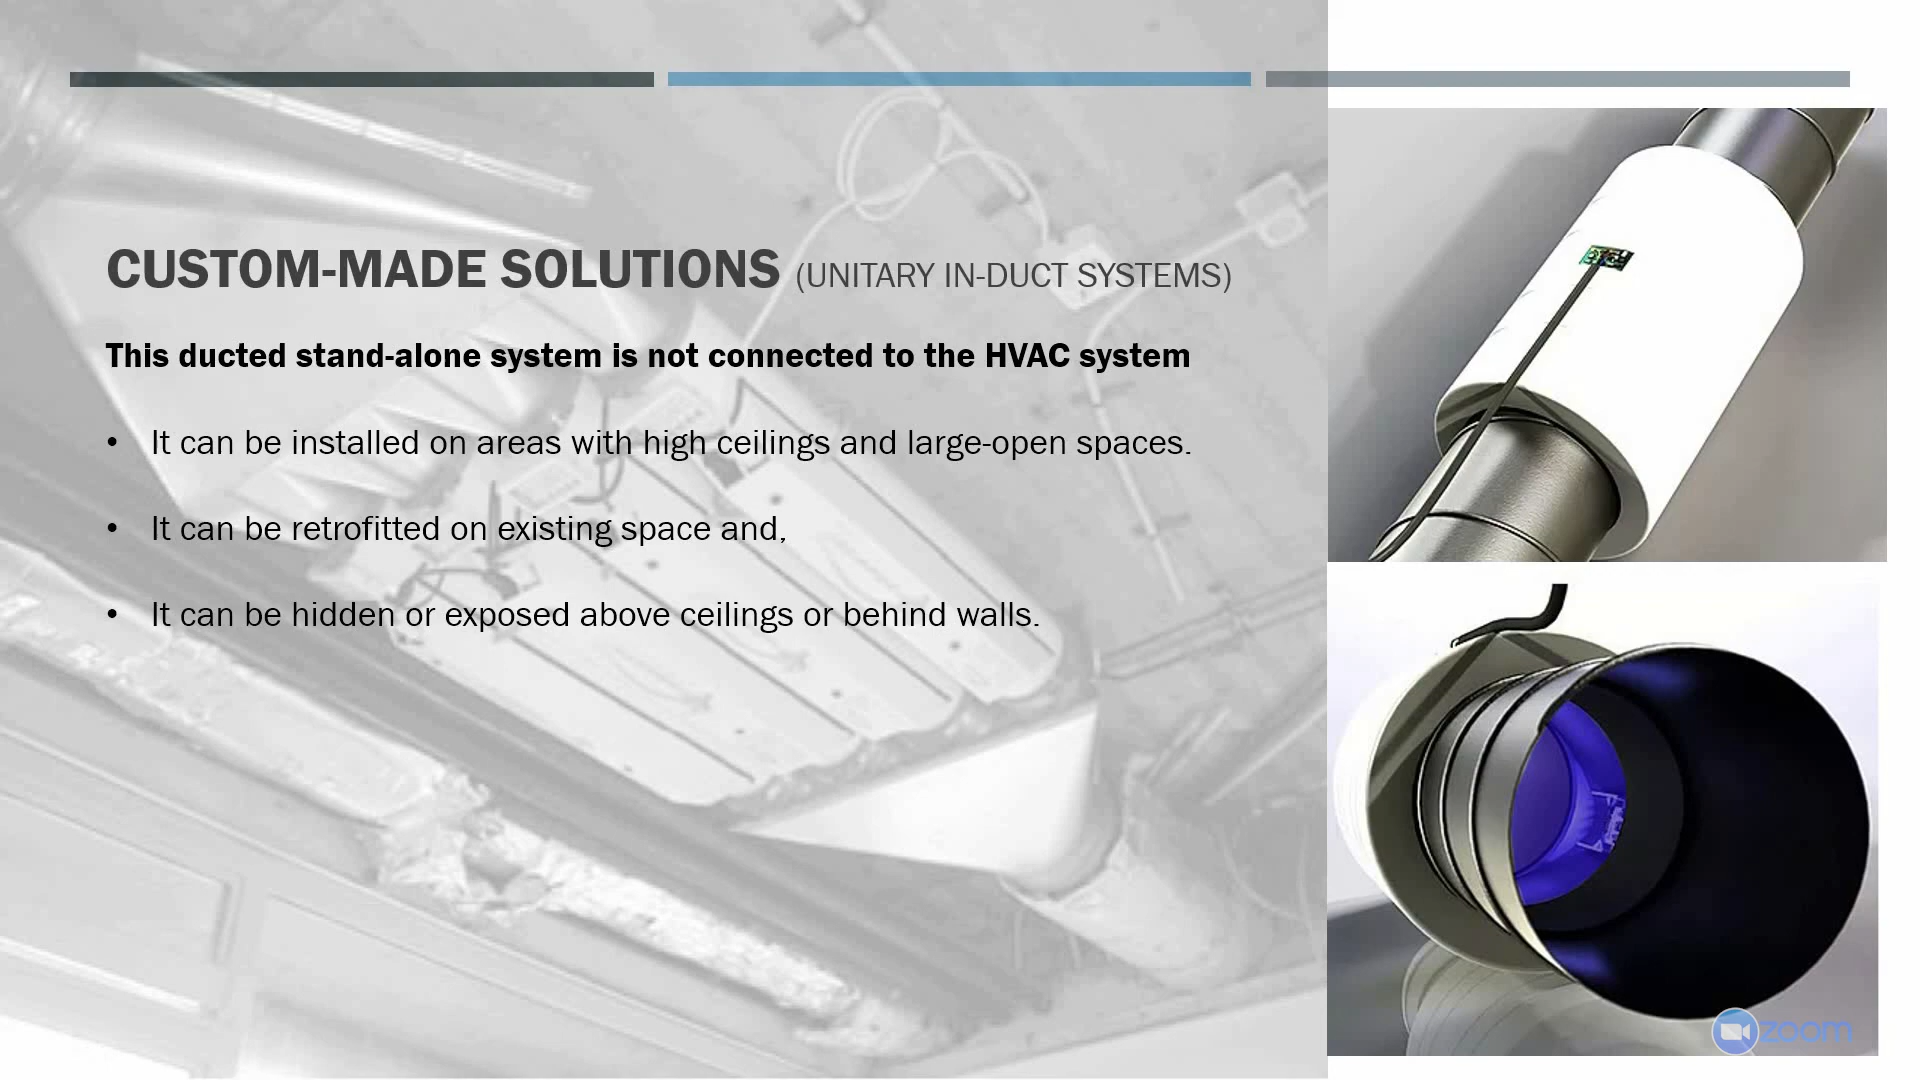 CUSTOM-MADE SOLUTIONS (UNITARY IN-DUCT SYSTEMS)
This ducted stand-alone system is not connected to the HVAC system
• It can be installed on areas with high ceilings and large-open spaces.
• It can be retrofitted on existing space and,
• It can be hidden or exposed above ceilings or behind walls.
zoom